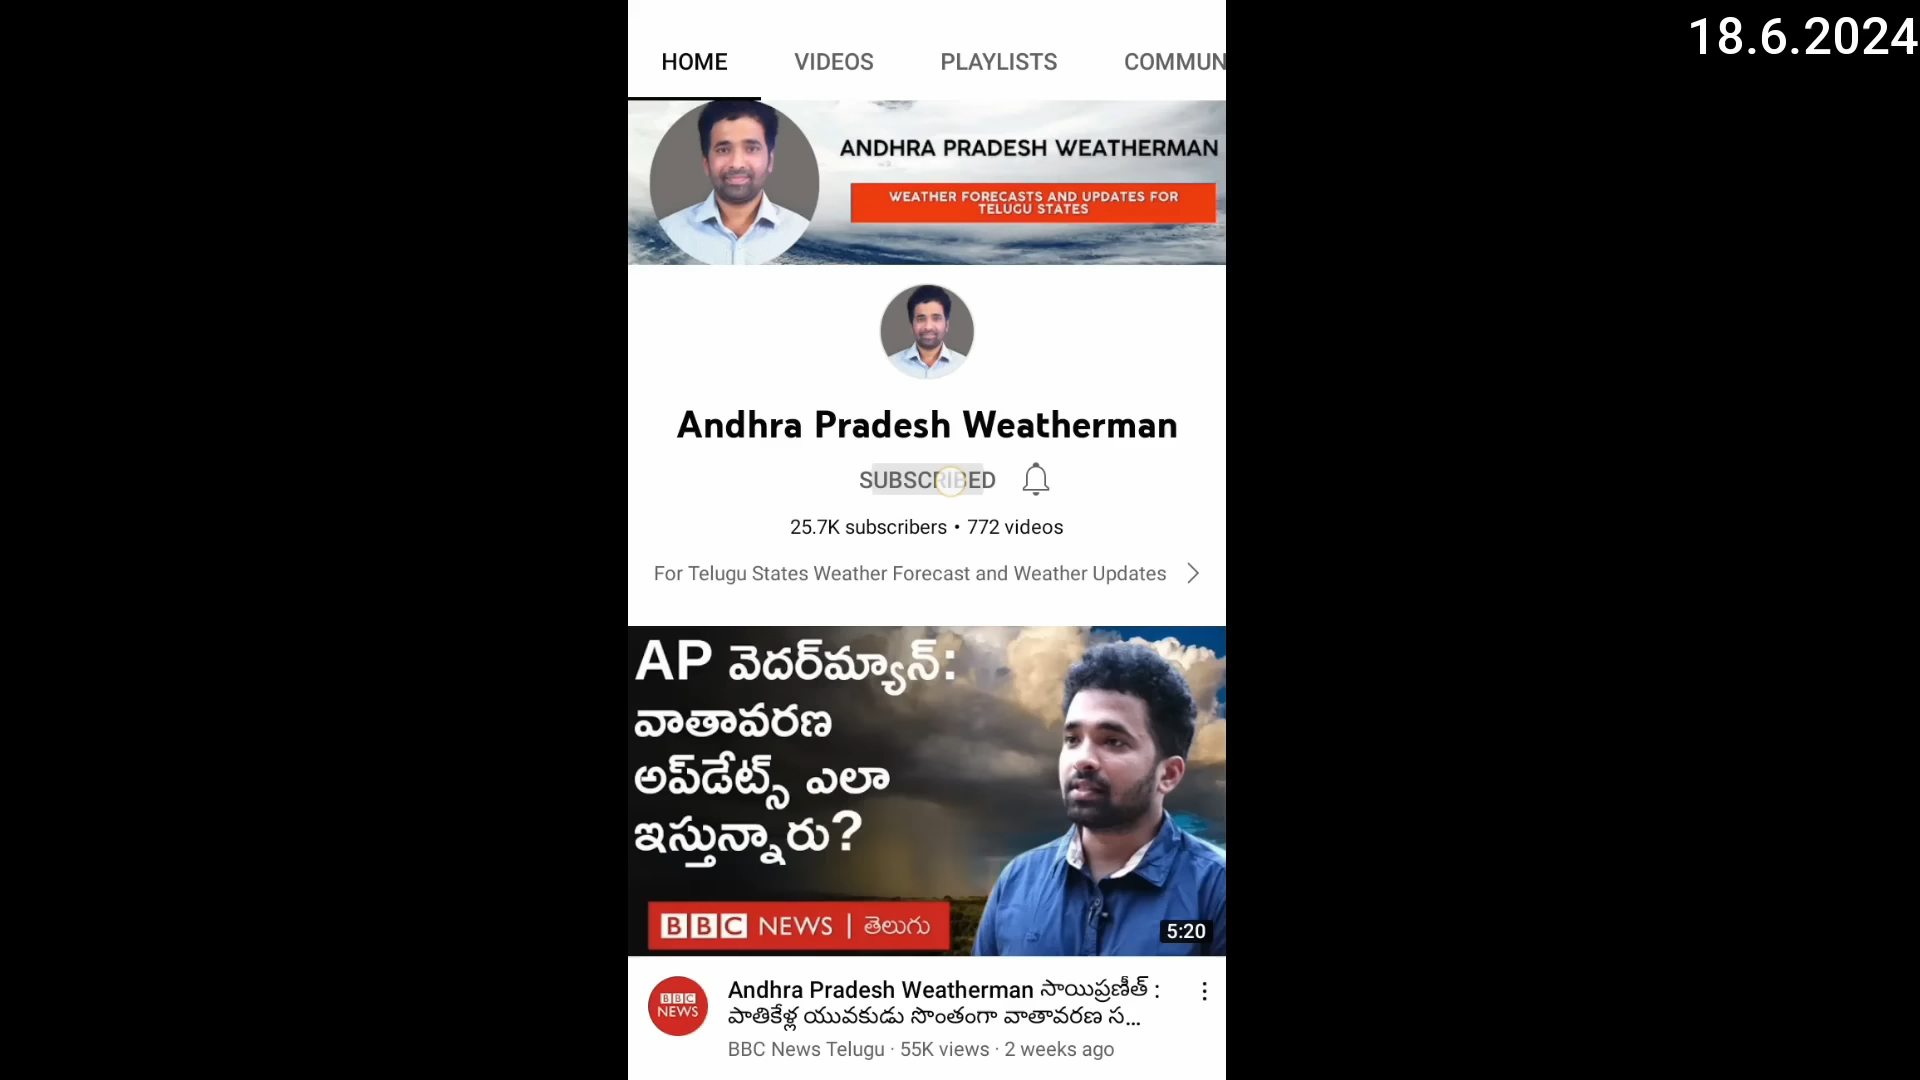 18.6.2024
HOME VIDEOS PLAYLISTS COMMUN
ANDHRA PRADESH WEATHERMAN
WEATHER FORECASTS AND UPDATES FOR
TELUGU STATES
Andhra Pradesh Weatherman
SUBSCRIBED
25.7K subscribers • 772 videos
For Telugu States Weather Forecast and Weather Updates
AP వెదర్‌మ్యాన్:
వాతావరణ
అప్‌డేట్స్ ఎలా
ఇస్తున్నారు?
BBC NEWS | తెలుగు
5:20
BBC
NEWS
Andhra Pradesh Weatherman సాయిప్రణీత్ :
పాతికేళ్ల యువకుడు సొంతంగా వాతావరణ స...
BBC News Telugu · 55K views · 2 weeks ago